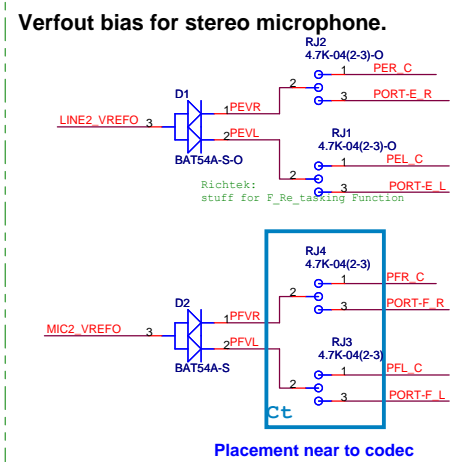 Verfout bias for stereo microphone.
RJ2
4.7K-04(2-3)-O
1 PER_C
2
3 PORT-E_R
D1
1 PEVR
LINE2_VREFO 3
2 PEVL
BAT54A-S-O
RJ1
4.7K-04(2-3)-O
1 PEL_C
2
3 PORT-E_L
Richtek:
stuff for F_Re_tasking Function
RJ4
4.7K-04(2-3)
1 PFR_C
2
3 PORT-F_R
D2
1 PFVR
MIC2_VREFO 3
2 PFVL
BAT54A-S
RJ3
4.7K-04(2-3)
1 PFL_C
2
3 PORT-F_L
Ct
Placement near to codec